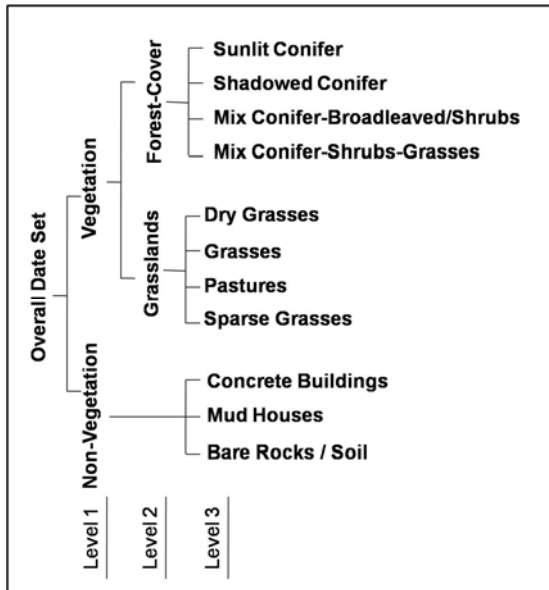 Overall Date Set
Vegetation
Forest-Cover
Sunlit Conifer
Shadowed Conifer
Mix Conifer-Broadleaved/Shrubs
Mix Conifer-Shrubs-Grasses
Grasslands
Dry Grasses
Grasses
Pastures
Sparse Grasses
Non-Vegetation
Concrete Buildings
Mud Houses
Bare Rocks / Soil
Level 1
Level 2
Level 3